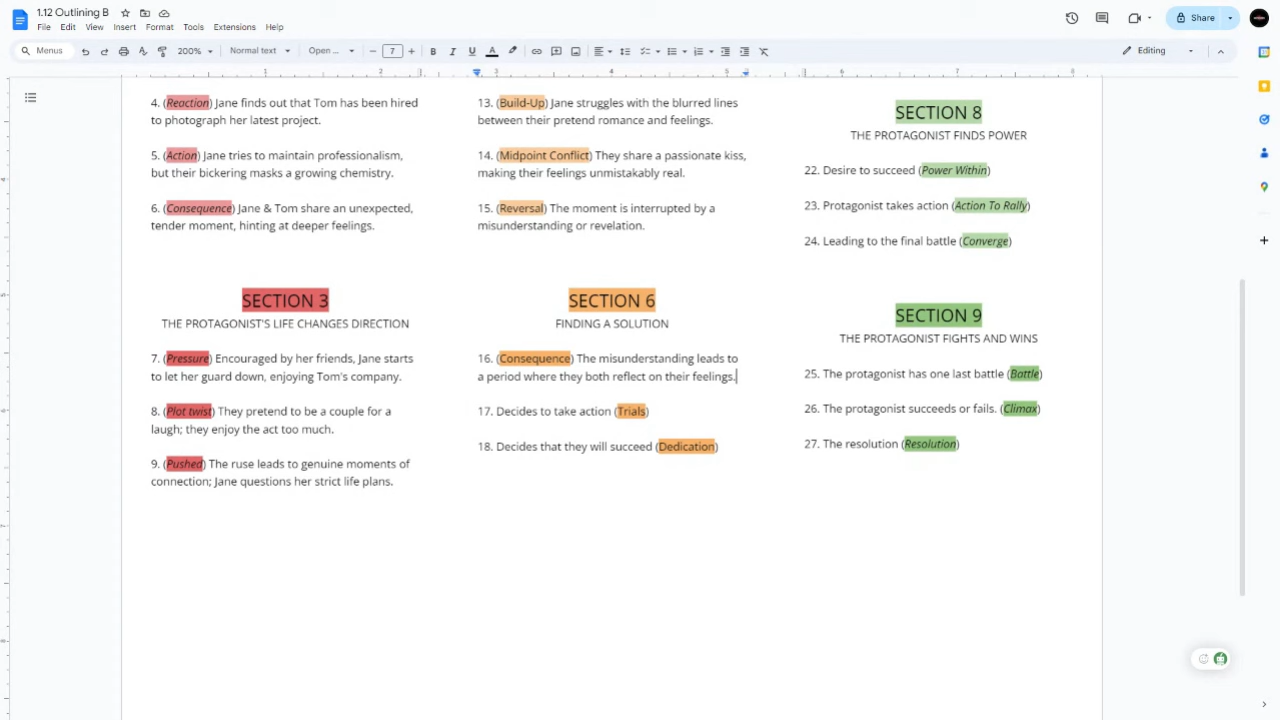 1.12 Outlining B
File Edit View Insert Format Tools Extensions Help
Share
Menus 200% Normal text Open ... 7 B I U A Editing
1 2 3 4 5 6 7 8
4. (Reaction) Jane finds out that Tom has been hired
to photograph her latest project.
5. (Action) Jane tries to maintain professionalism,
but their bickering masks a growing chemistry.
6. (Consequence) Jane & Tom share an unexpected,
tender moment, hinting at deeper feelings.
SECTION 3
THE PROTAGONIST'S LIFE CHANGES DIRECTION
7. (Pressure) Encouraged by her friends, Jane starts
to let her guard down, enjoying Tom's company.
8. (Plot twist) They pretend to be a couple for a
laugh; they enjoy the act too much.
9. (Pushed) The ruse leads to genuine moments of
connection; Jane questions her strict life plans.
13. (Build-Up) Jane struggles with the blurred lines
between their pretend romance and feelings.
14. (Midpoint Conflict) They share a passionate kiss,
making their feelings unmistakably real.
15. (Reversal) The moment is interrupted by a
misunderstanding or revelation.
SECTION 6
FINDING A SOLUTION
16. (Consequence) The misunderstanding leads to
a period where they both reflect on their feelings.
17. Decides to take action (Trials)
18. Decides that they will succeed (Dedication)
SECTION 8
THE PROTAGONIST FINDS POWER
22. Desire to succeed (Power Within)
23. Protagonist takes action (Action To Rally)
24. Leading to the final battle (Converge)
SECTION 9
THE PROTAGONIST FIGHTS AND WINS
25. The protagonist has one last battle (Battle)
26. The protagonist succeeds or fails. (Climax)
27. The resolution (Resolution)